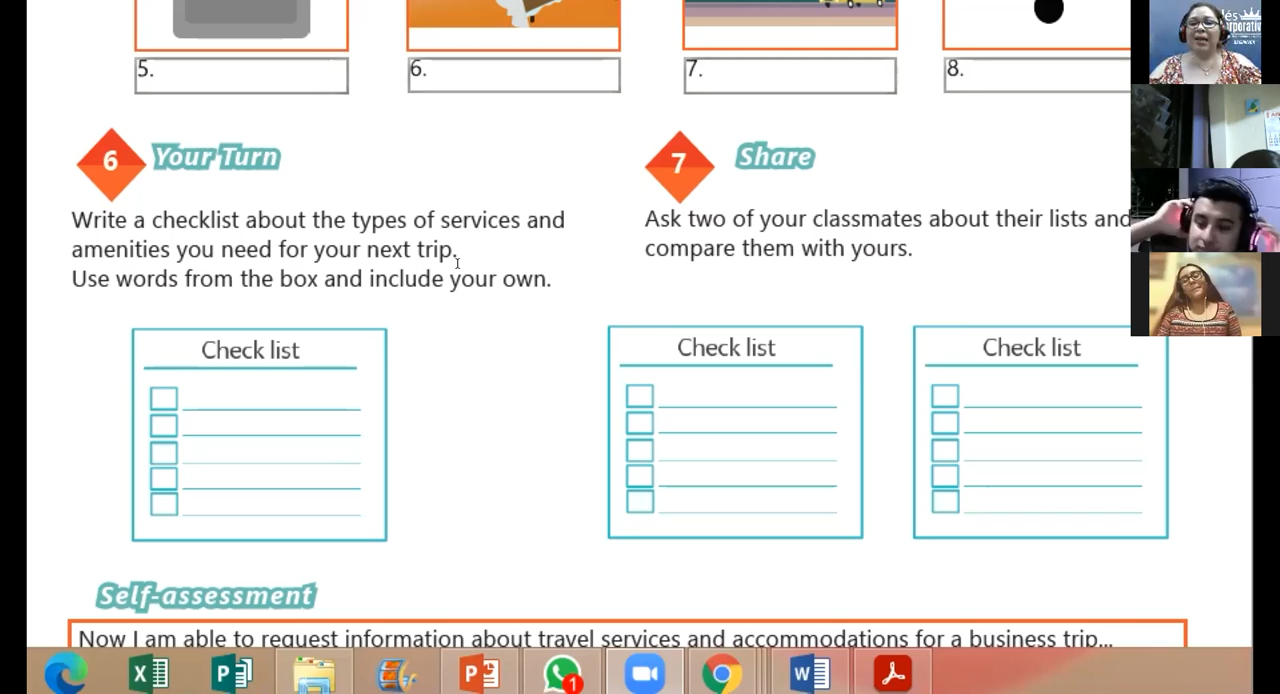 5.
6.
7.
8.
6
Your Turn
Write a checklist about the types of services and
amenities you need for your next trip.
Use words from the box and include your own.
Check list
7
Share
Ask two of your classmates about their lists and
compare them with yours.
Check list
Check list
Self-assessment
Now I am able to request information about travel services and accommodations for a business trip...
1